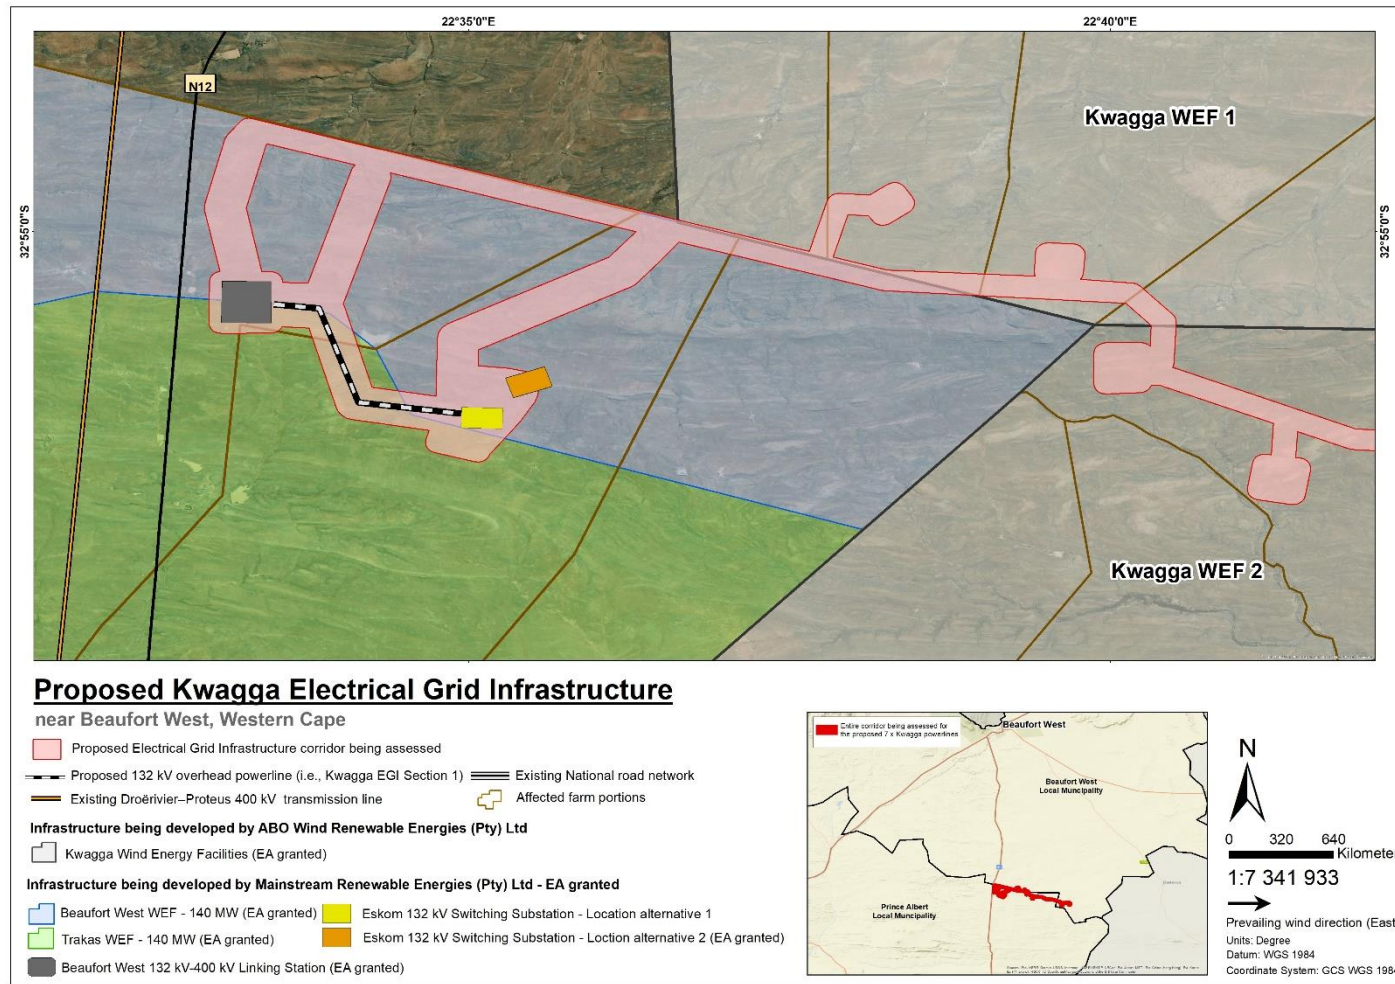 22°35'0"E
22°40'0"E
N12
Kwagga WEF 1
32°55'0"S
32°55'0"S
Kwagga WEF 2
Proposed Kwagga Electrical Grid Infrastructure
near Beaufort West, Western Cape
Proposed Electrical Grid Infrastructure corridor being assessed
Proposed 132 kV overhead powerline (i.e., Kwagga EGI Section 1)
Existing National road network
Existing Droërivier–Proteus 400 kV transmission line
Affected farm portions
Infrastructure being developed by ABO Wind Renewable Energies (Pty) Ltd
Kwagga Wind Energy Facilities (EA granted)
Infrastructure being developed by Mainstream Renewable Energies (Pty) Ltd - EA granted
Beaufort West WEF - 140 MW (EA granted)
Eskom 132 kV Switching Substation - Location alternative 1
Trakas WEF - 140 MW (EA granted)
Eskom 132 kV Switching Substation - Loction alternative 2 (EA granted)
Beaufort West 132 kV-400 kV Linking Station (EA granted)
Entire corridor being assessed for
the proposed 7 x Kwagga powerlines
Beaufort West
Beaufort West
Local Muncipality
Prince Albert
Local Muncipality
N
0 320 640
Kilomete
1:7 341 933
Prevailing wind direction (East
Units: Degree
Datum: WGS 1984
Coordinate System: GCS WGS 1984